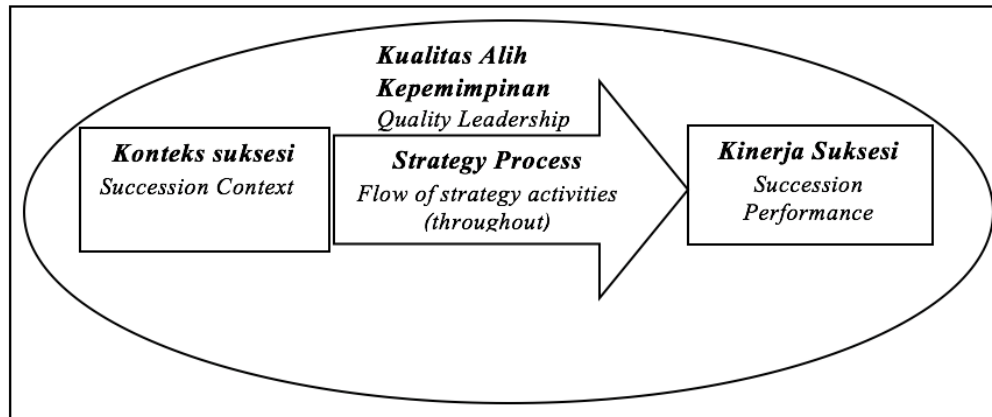 Kualitas Alih
Kepemimpinan
Quality Leadership
Konteks suksesi
Succession Context
Strategy Process
Flow of strategy activities
(throughout)
Kinerja Suksesi
Succession
Performance